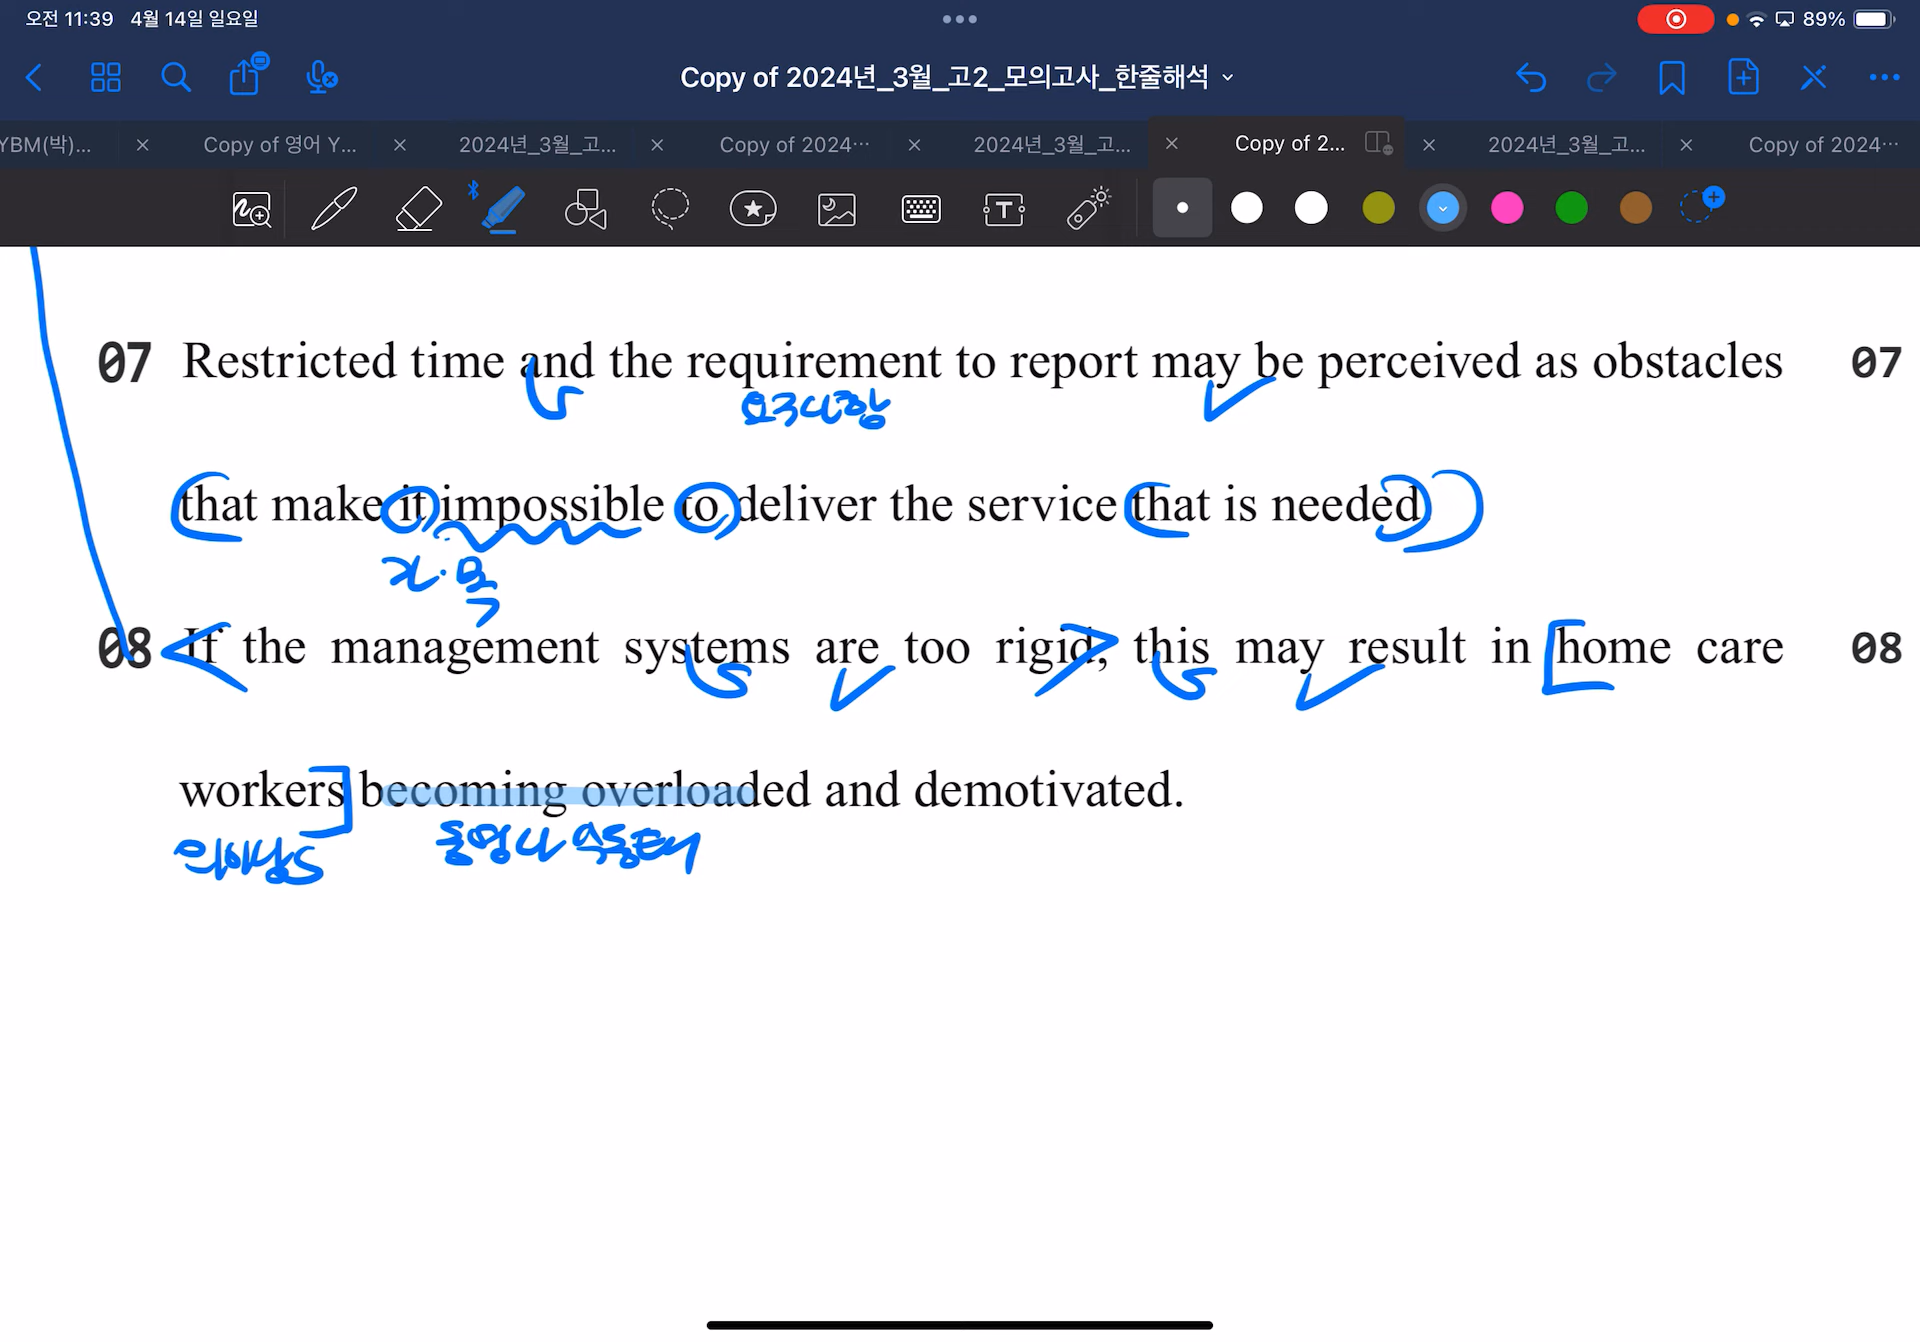 오전 11:39 4월 14일 일요일 89%
Copy of 2024년_3월_고2_모의고사_한줄해석
YBM(박)... Copy of 영어 Y... 2024년_3월_고... Copy of 2024... 2024년_3월_고... Copy of 2... 2024년_3월_고... Copy of 2024...
07 Restricted time and the requirement to report may be perceived as obstacles 07
요구사항
that make it impossible to deliver the service that is needed.
가.목
08 If the management systems are too rigid, this may result in home care 08
workers becoming overloaded and demotivated.
의미상S 동명사 수동태